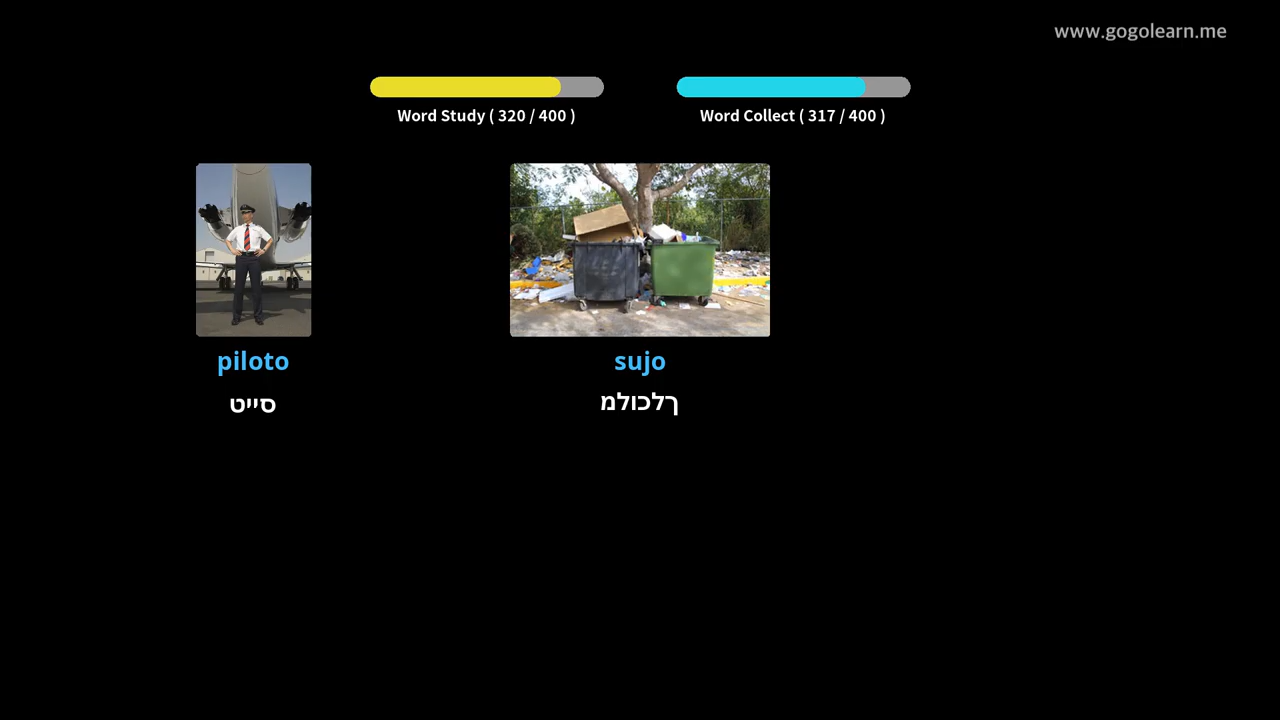 www.gogolearn.me
Word Study ( 320 / 400 )
Word Collect ( 317 / 400 )
piloto
סייט
sujo
ךלכולמ